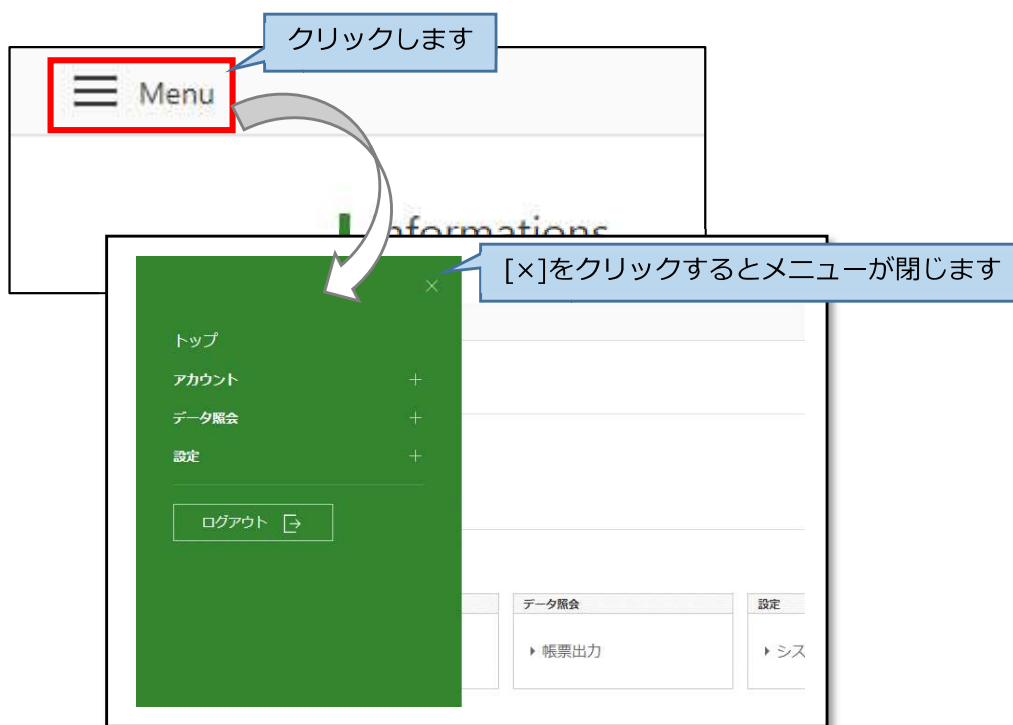 クリックします
Menu
Informations
[×]をクリックするとメニューが閉じます
×
トップ
アカウント +
データ照会 +
設定 +
ログアウト
データ照会
設定
帳票出力
シス